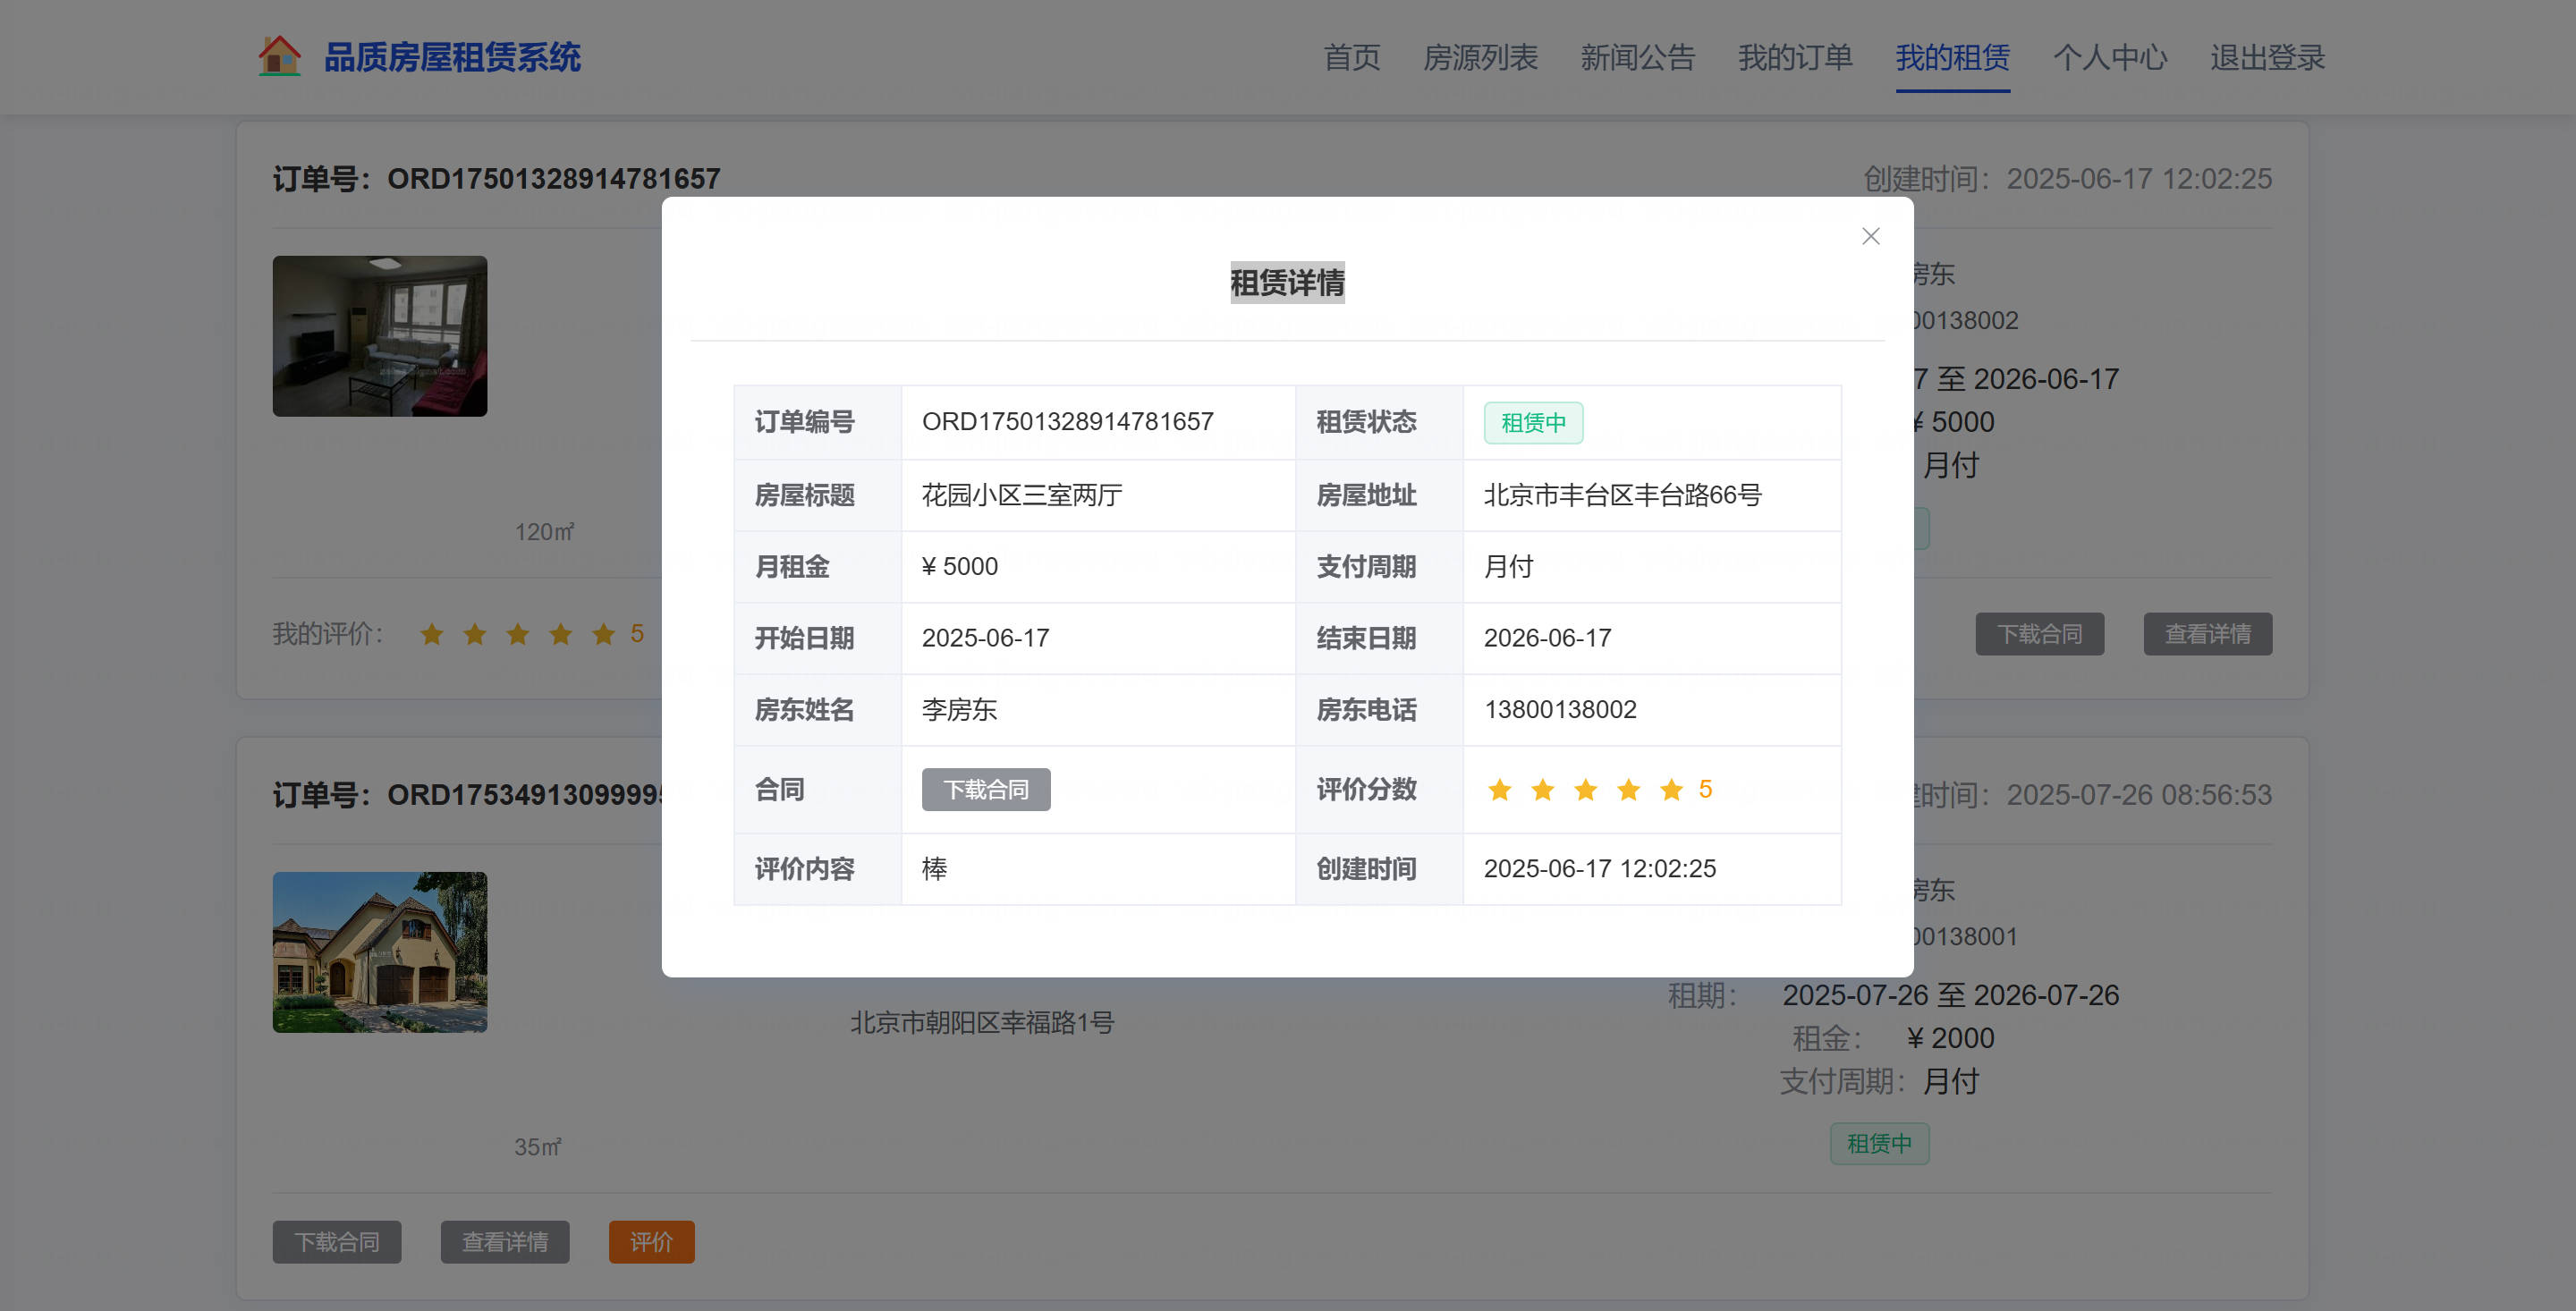 品质房屋租赁系统
首页 房源列表 新闻公告 我的订单 我的租赁 个人中心 退出登录
订单号：ORD17501328914781657 创建时间：2025-06-17 12:02:25
租赁详情
房东
00138002
7 至 2026-06-17
¥ 5000
月付
订单编号 ORD17501328914781657 租赁状态 租赁中
房屋标题 花园小区三室两厅 房屋地址 北京市丰台区丰台路66号
月租金 ¥ 5000 支付周期 月付
开始日期 2025-06-17 结束日期 2026-06-17
房东姓名 李房东 房东电话 13800138002
合同 下载合同 评价分数 5
评价内容 棒 创建时间 2025-06-17 12:02:25
120㎡
我的评价： 5 下载合同 查看详情
订单号：ORD1753491309999 建时间：2025-07-26 08:56:53
房东
00138001
北京市朝阳区幸福路1号
租期： 2025-07-26 至 2026-07-26
租金： ¥ 2000
支付周期：月付
35㎡
租赁中
下载合同 查看详情 评价